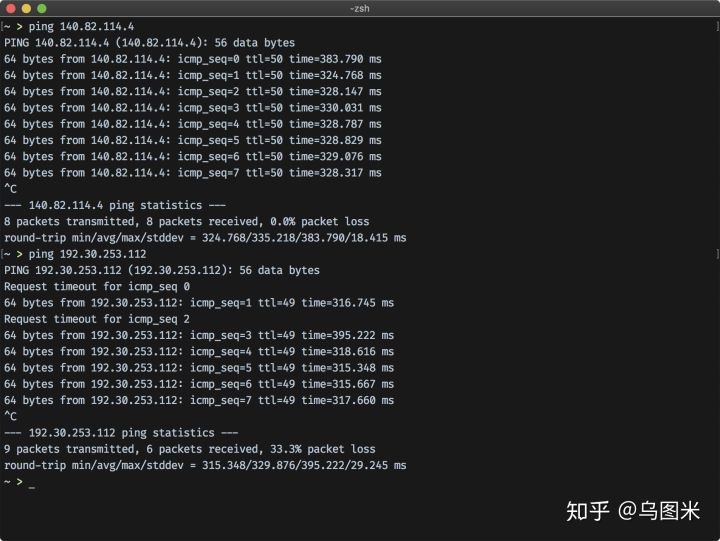 -zsh
[~ > ping 140.82.114.4 ]
PING 140.82.114.4 (140.82.114.4): 56 data bytes
64 bytes from 140.82.114.4: icmp_seq=0 ttl=50 time=383.790 ms
64 bytes from 140.82.114.4: icmp_seq=1 ttl=50 time=324.768 ms
64 bytes from 140.82.114.4: icmp_seq=2 ttl=50 time=328.147 ms
64 bytes from 140.82.114.4: icmp_seq=3 ttl=50 time=330.031 ms
64 bytes from 140.82.114.4: icmp_seq=4 ttl=50 time=328.787 ms
64 bytes from 140.82.114.4: icmp_seq=5 ttl=50 time=328.829 ms
64 bytes from 140.82.114.4: icmp_seq=6 ttl=50 time=329.076 ms
64 bytes from 140.82.114.4: icmp_seq=7 ttl=50 time=328.317 ms
^C
--- 140.82.114.4 ping statistics ---
8 packets transmitted, 8 packets received, 0.0% packet loss
round-trip min/avg/max/stddev = 324.768/335.218/383.790/18.415 ms
[~ > ping 192.30.253.112 ]
PING 192.30.253.112 (192.30.253.112): 56 data bytes
Request timeout for icmp_seq 0
64 bytes from 192.30.253.112: icmp_seq=1 ttl=49 time=316.745 ms
Request timeout for icmp_seq 2
64 bytes from 192.30.253.112: icmp_seq=3 ttl=49 time=395.222 ms
64 bytes from 192.30.253.112: icmp_seq=4 ttl=49 time=318.616 ms
64 bytes from 192.30.253.112: icmp_seq=5 ttl=49 time=315.348 ms
64 bytes from 192.30.253.112: icmp_seq=6 ttl=49 time=315.667 ms
64 bytes from 192.30.253.112: icmp_seq=7 ttl=49 time=317.660 ms
^C
--- 192.30.253.112 ping statistics ---
9 packets transmitted, 6 packets received, 33.3% packet loss
round-trip min/avg/max/stddev = 315.348/329.876/395.222/29.245 ms
~ > _
知乎 @乌图米